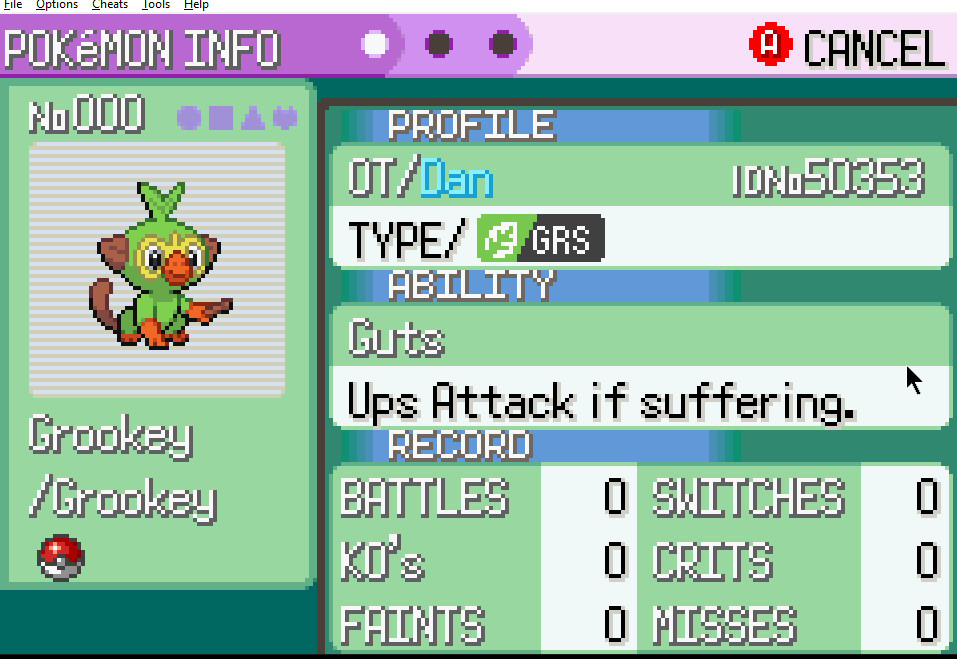 File Options Cheats Tools Help
POKéMON INFO
A CANCEL
No000
PROFILE
OT/Dan IDNo50353
TYPE/ GRS
ABILITY
Guts
Ups Attack if suffering.
Grookey
/Grookey
RECORD
BATTLES 0 SWITCHES 0
KO's 0 CRITS 0
FAINTS 0 MISSES 0